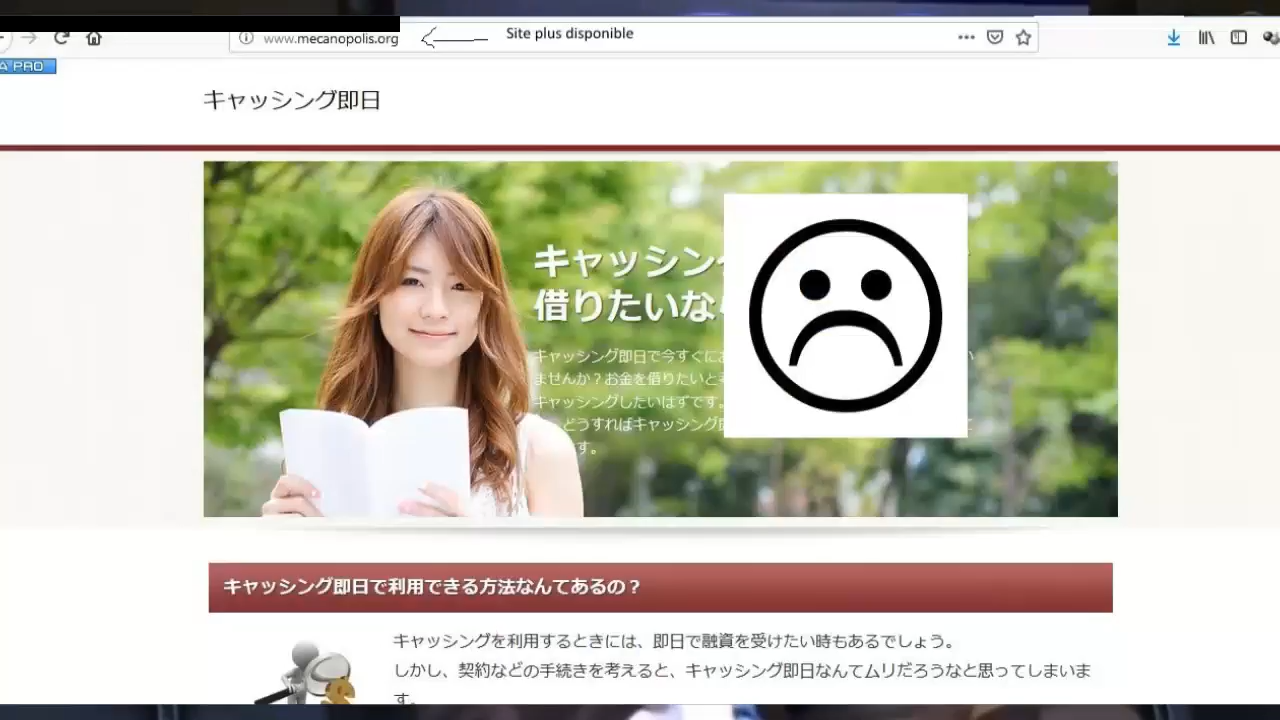 www.mecanopolis.org
Site plus disponible
A PRO
キャッシング即日
キャッシン
借りたいな
キャッシング即日で今すぐに
い
ませんか？お金を借りたいと
キャッシングしたいはずです。
どうすればキャッシング
て
す。
キャッシング即日で利用できる方法なんてあるの？
キャッシングを利用するときには、即日で融資を受けたい時もあるでしょう。
しかし、契約などの手続きを考えると、キャッシング即日なんてムリだろうなと思ってしまいま
す。